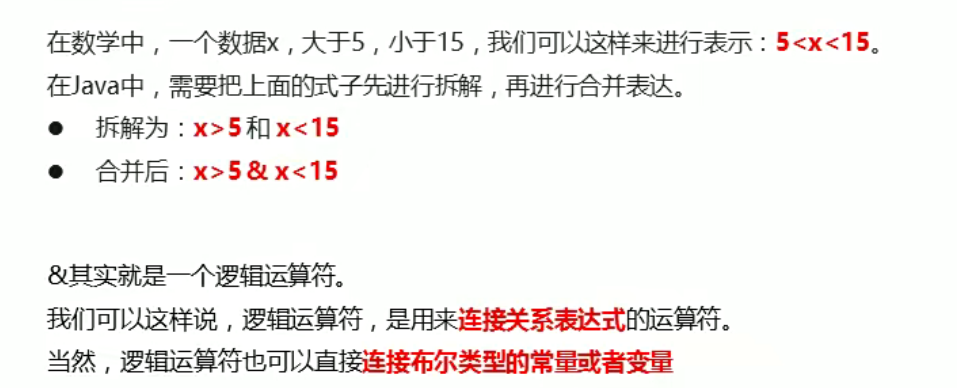 在数学中，一个数据x，大于5，小于15，我们可以这样来进行表示：5<x<15。
在Java中，需要把上面的式子先进行拆解，再进行合并表达。
● 拆解为：x>5 和 x<15
● 合并后：x>5 & x<15
&其实就是一个逻辑运算符。
我们可以这样说，逻辑运算符，是用来连接关系表达式的运算符。
当然，逻辑运算符也可以直接连接布尔类型的常量或者变量